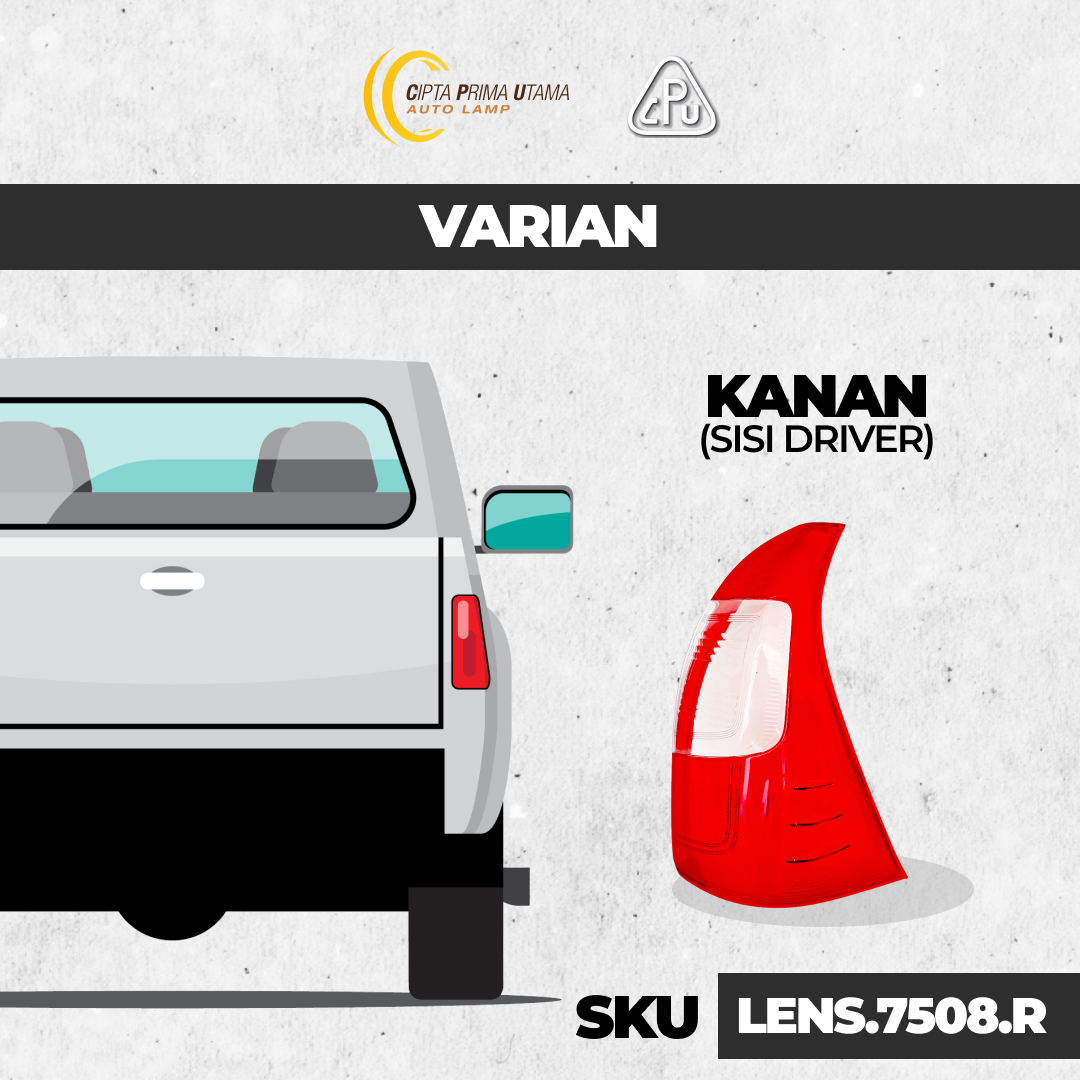 CIPTA PRIMA UTAMA
AUTO LAMP
CPU
VARIAN
KANAN
(SISI DRIVER)
SKU
LENS.7508.R